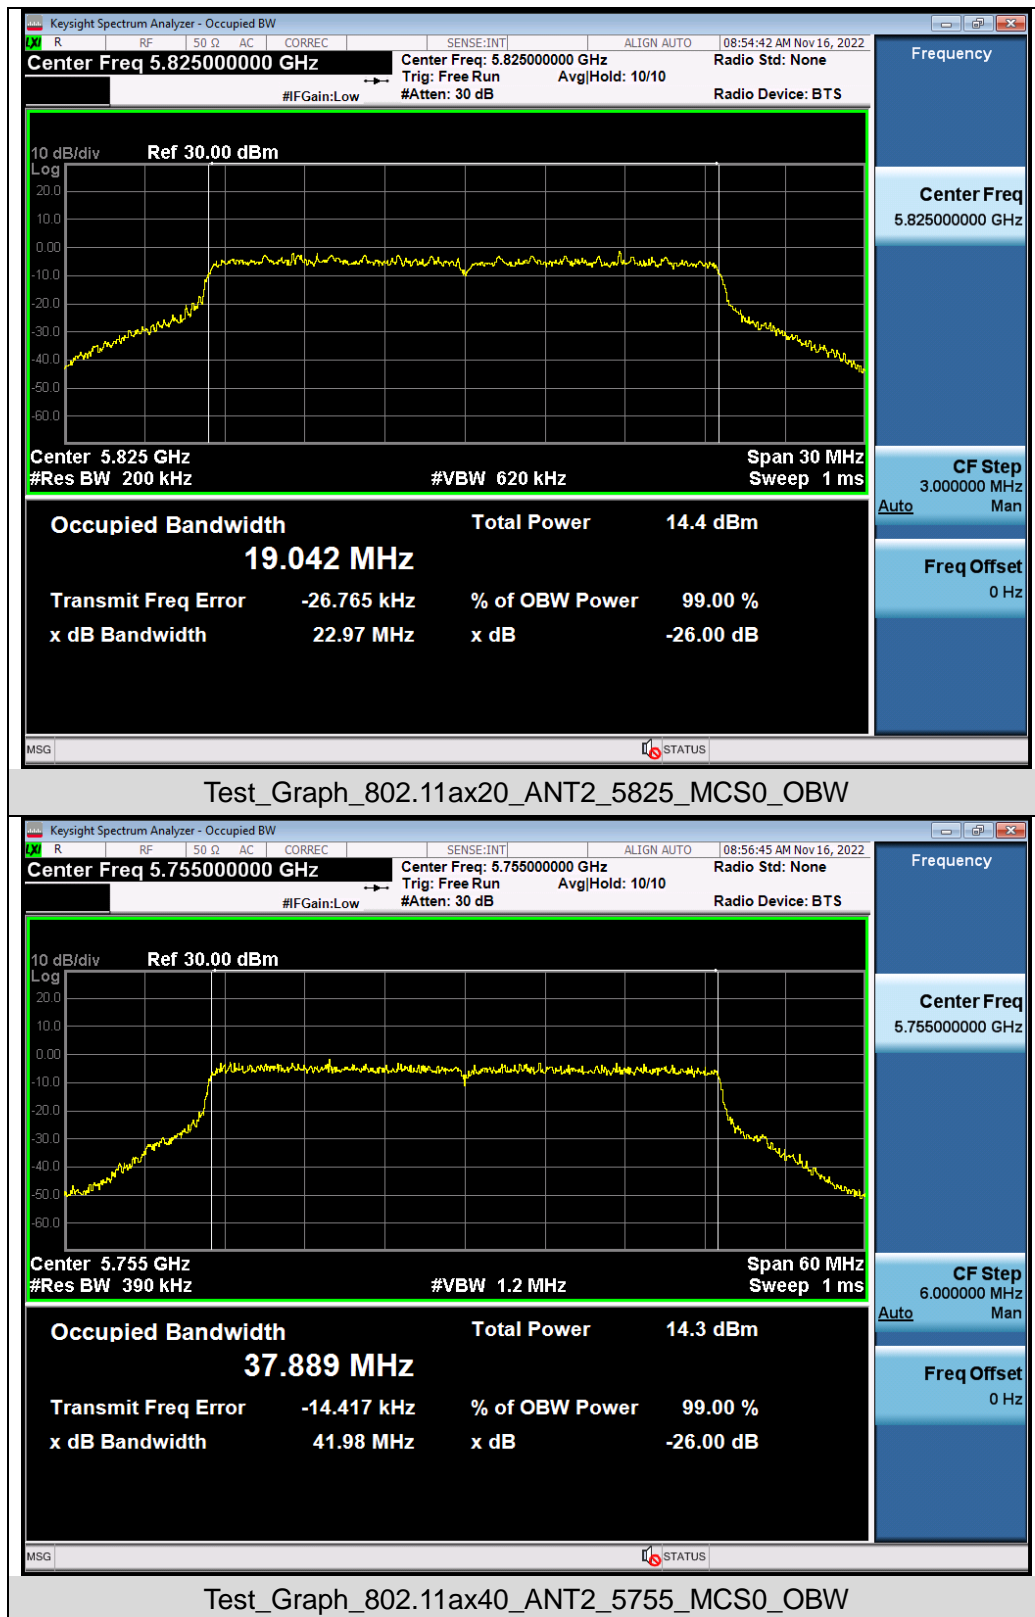 Keysight Spectrum Analyzer - Occupied BW
LXI R RF 50 Ω AC CORREC SENSE:INT ALIGN AUTO 08:54:42 AM Nov 16, 2022
Center Freq 5.825000000 GHz
Center Freq: 5.825000000 GHz
Radio Std: None
Trig: Free Run Avg|Hold: 10/10
#IFGain:Low
#Atten: 30 dB
Radio Device: BTS
Frequency
10 dB/div Ref 30.00 dBm
Log
20.0
10.0
0.00
-10.0
-20.0
-30.0
-40.0
-50.0
-60.0
Center Freq
5.825000000 GHz
Center 5.825 GHz Span 30 MHz
#Res BW 200 kHz #VBW 620 kHz Sweep 1 ms
CF Step
3.000000 MHz
Auto Man
Occupied Bandwidth Total Power 14.4 dBm
19.042 MHz
Freq Offset
0 Hz
Transmit Freq Error -26.765 kHz % of OBW Power 99.00 %
x dB Bandwidth 22.97 MHz x dB -26.00 dB
MSG STATUS
Test_Graph_802.11ax20_ANT2_5825_MCS0_OBW
Keysight Spectrum Analyzer - Occupied BW
LXI R RF 50 Ω AC CORREC SENSE:INT ALIGN AUTO 08:56:45 AM Nov 16, 2022
Center Freq 5.755000000 GHz
Center Freq: 5.755000000 GHz
Radio Std: None
Trig: Free Run Avg|Hold: 10/10
#IFGain:Low
#Atten: 30 dB
Radio Device: BTS
Frequency
10 dB/div Ref 30.00 dBm
Log
20.0
10.0
0.00
-10.0
-20.0
-30.0
-40.0
-50.0
-60.0
Center Freq
5.755000000 GHz
Center 5.755 GHz Span 60 MHz
#Res BW 390 kHz #VBW 1.2 MHz Sweep 1 ms
CF Step
6.000000 MHz
Auto Man
Occupied Bandwidth Total Power 14.3 dBm
37.889 MHz
Freq Offset
0 Hz
Transmit Freq Error -14.417 kHz % of OBW Power 99.00 %
x dB Bandwidth 41.98 MHz x dB -26.00 dB
MSG STATUS
Test_Graph_802.11ax40_ANT2_5755_MCS0_OBW